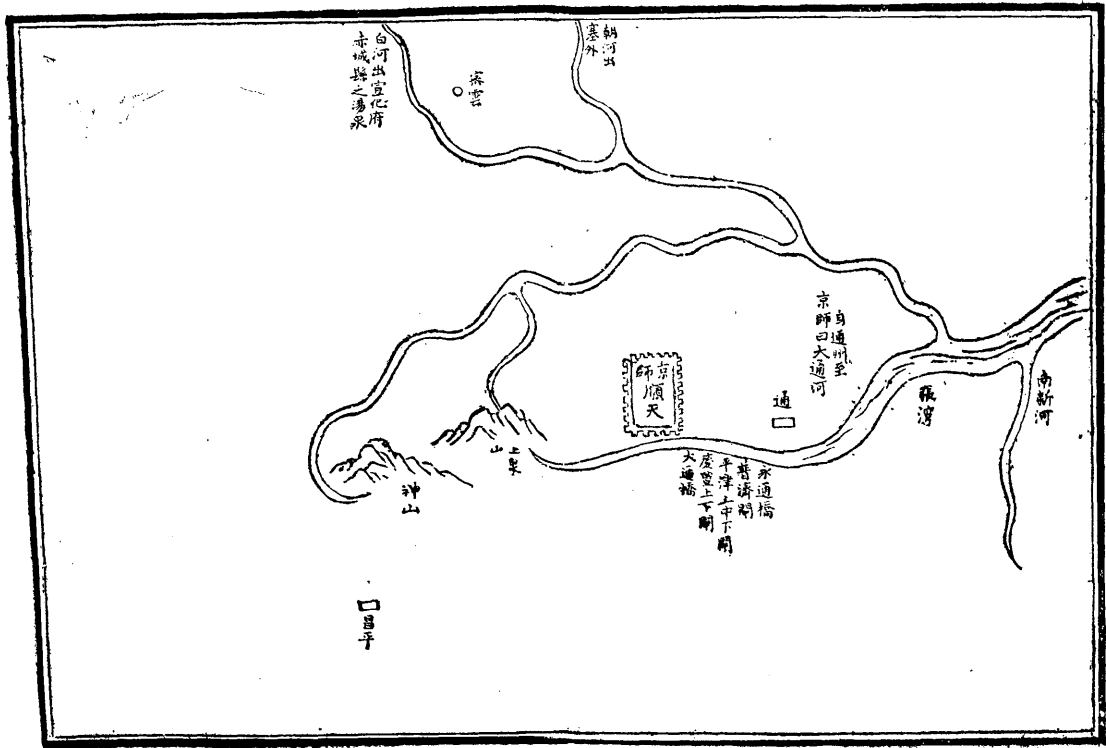 朝河出
塞外
密雲
白河出宣化府
赤城縣之湯泉
南新河
張灣
自通州至
京師曰大通河
通
京師
順天
永通橋
普濟閘
平津上中下閘
慶豐上下閘
大通橋
玉泉
山
神山
昌平